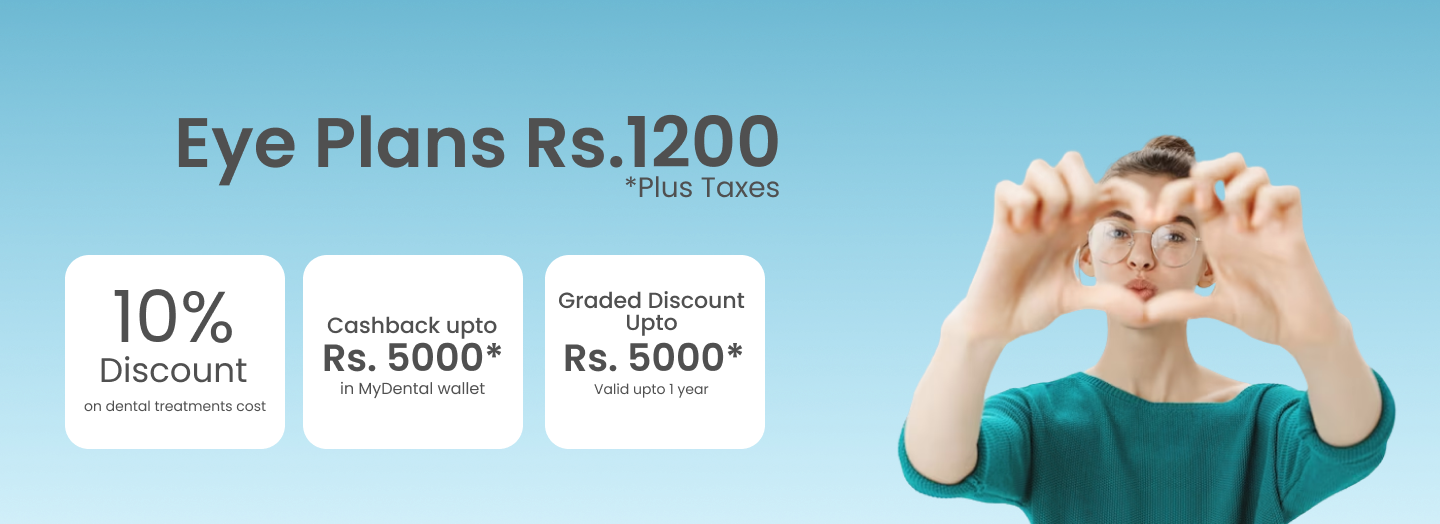 Eye Plans Rs.1200
*Plus Taxes
10%
Discount
on dental treatments cost
Cashback upto
Rs. 5000*
in MyDental wallet
Graded Discount
Upto
Rs. 5000*
Valid upto 1 year